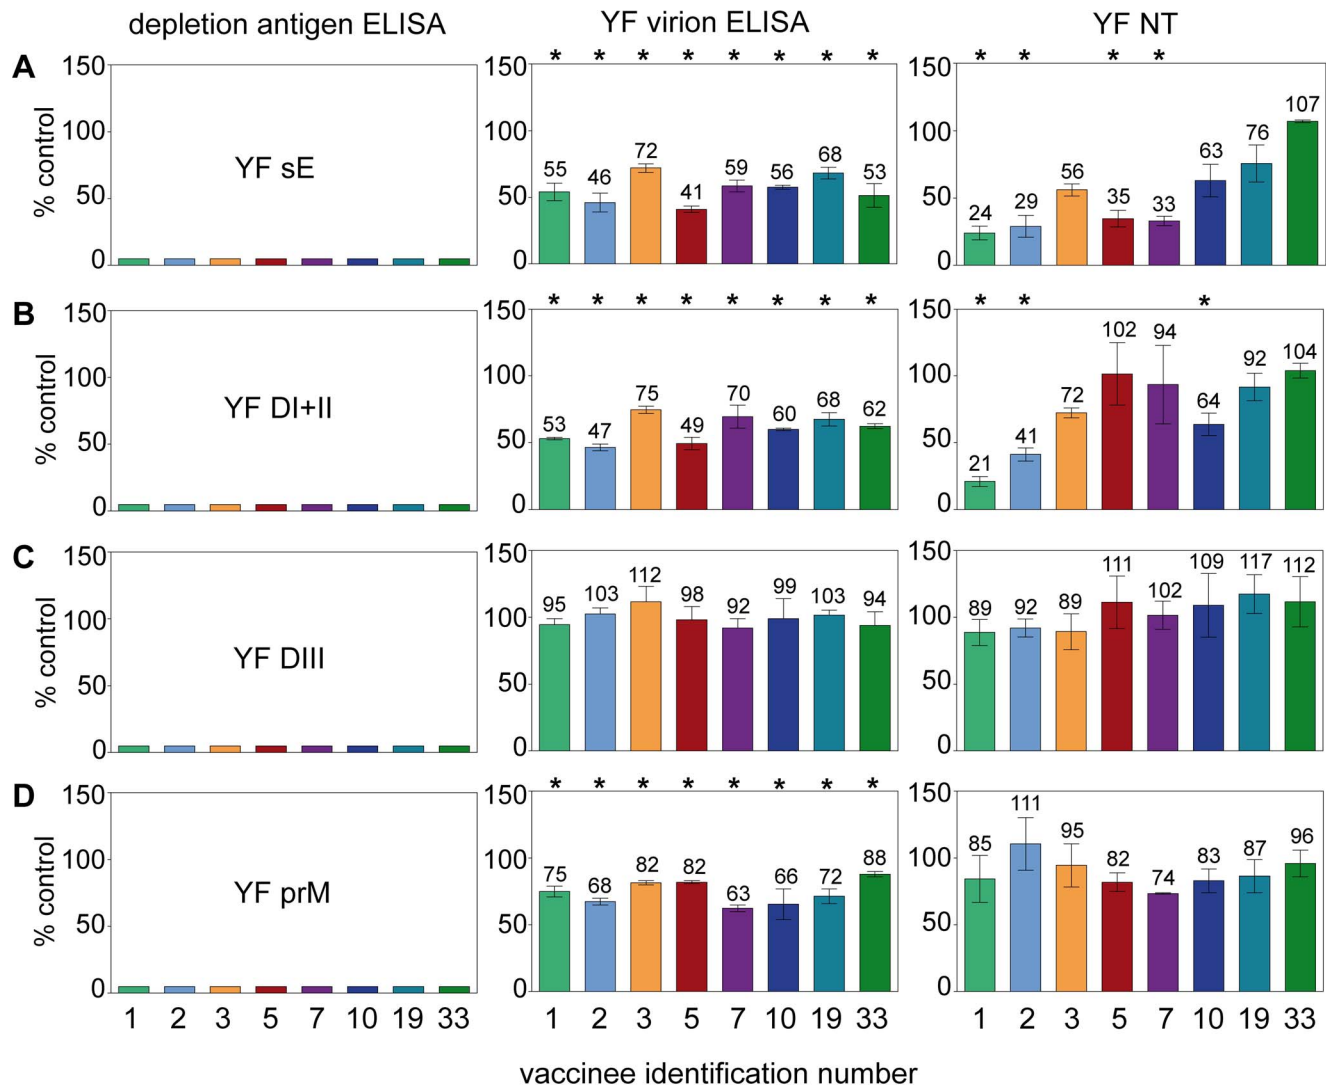 depletion antigen ELISA
YF virion ELISA
YF NT
A
% control
150
100
50
0
YF sE
150
100
50
0
* * * * * * * *
55 46 72 41 59 56 68 53
150
100
50
0
* * * *
24 29 56 35 33 63 76 107
B
% control
150
100
50
0
YF DI+II
150
100
50
0
* * * * * * * *
53 47 75 49 70 60 68 62
150
100
50
0
* * *
21 41 72 102 94 64 92 104
C
% control
150
100
50
0
YF DIII
150
100
50
0
95 103 112 98 92 99 103 94
150
100
50
0
89 92 89 111 102 109 117 112
D
% control
150
100
50
0
YF prM
150
100
50
0
* * * * * * * *
75 68 82 82 63 66 72 88
150
100
50
0
85 111 95 82 74 83 87 96
1 2 3 5 7 10 19 33
1 2 3 5 7 10 19 33
1 2 3 5 7 10 19 33
vaccinee identification number